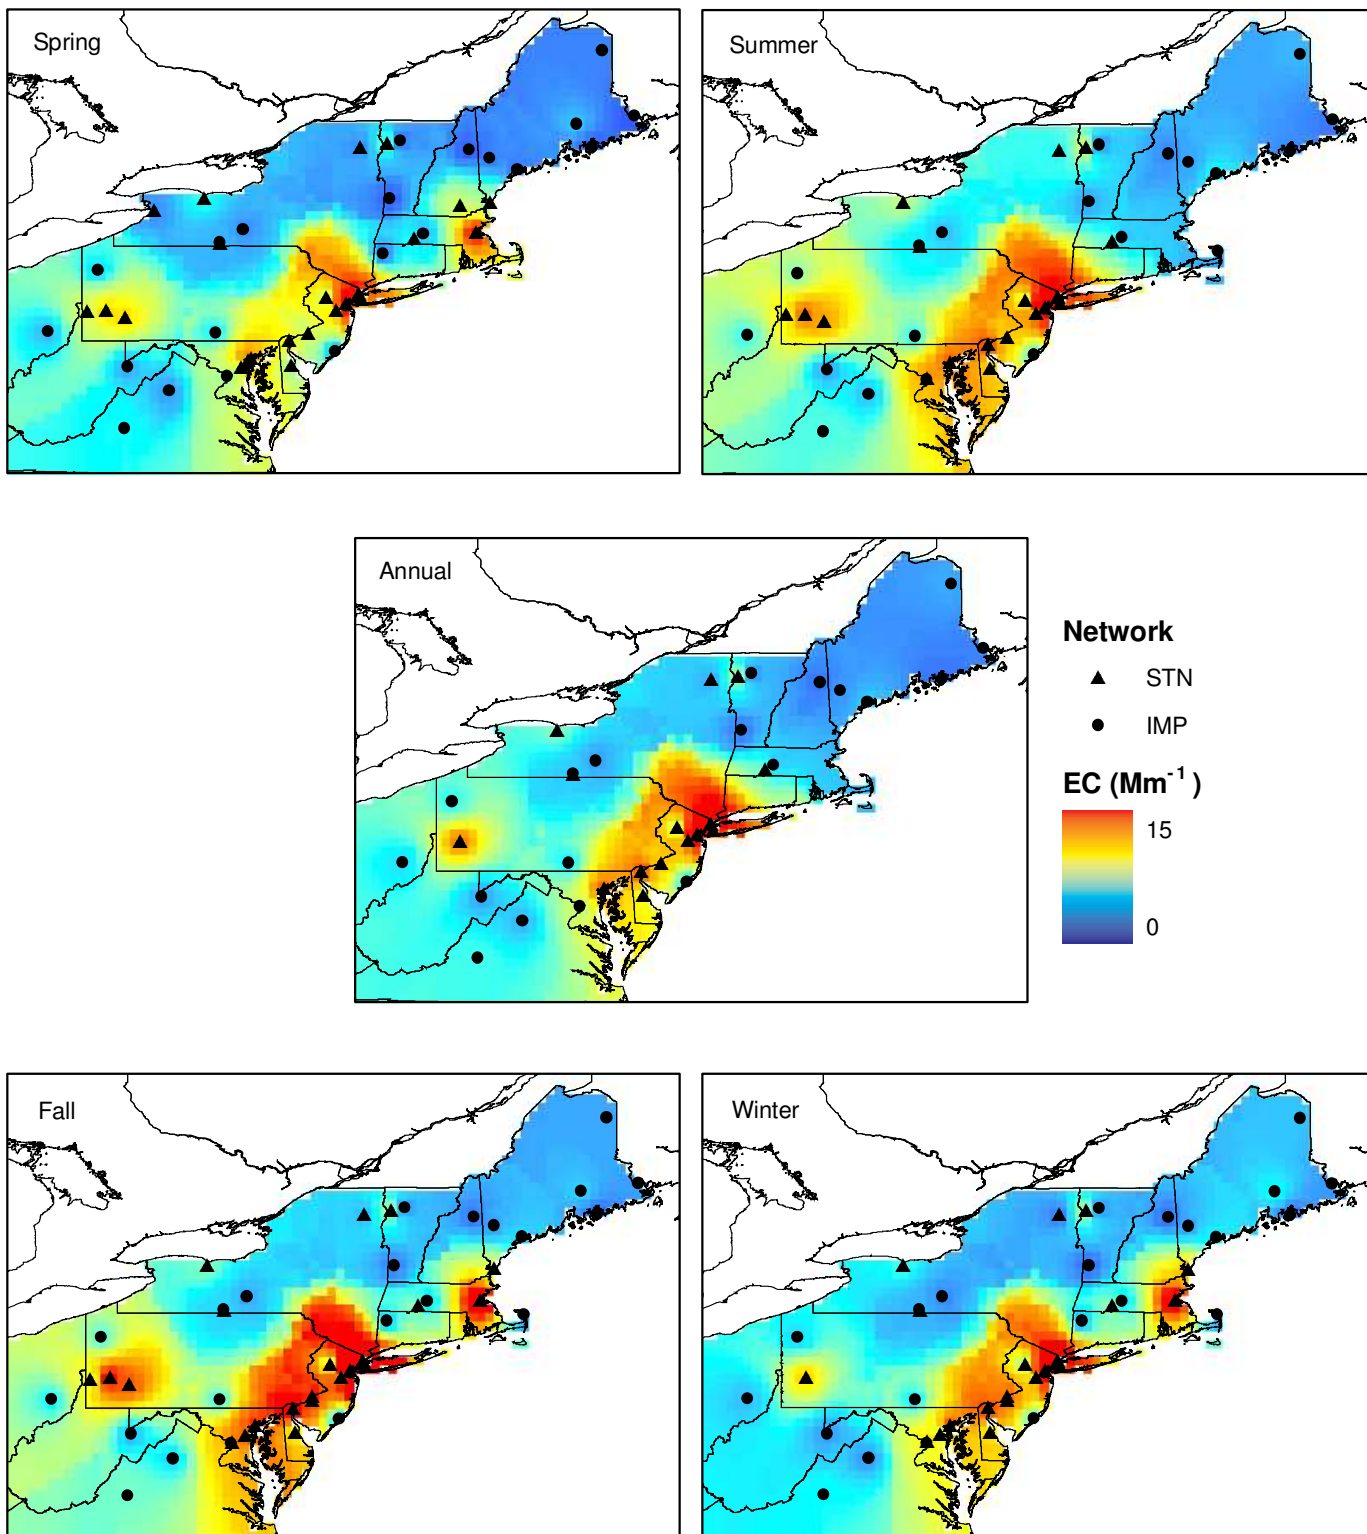 Spring
Summer
Annual
Network
STN
IMP
EC (Mm⁻¹)
15
0
Fall
Winter